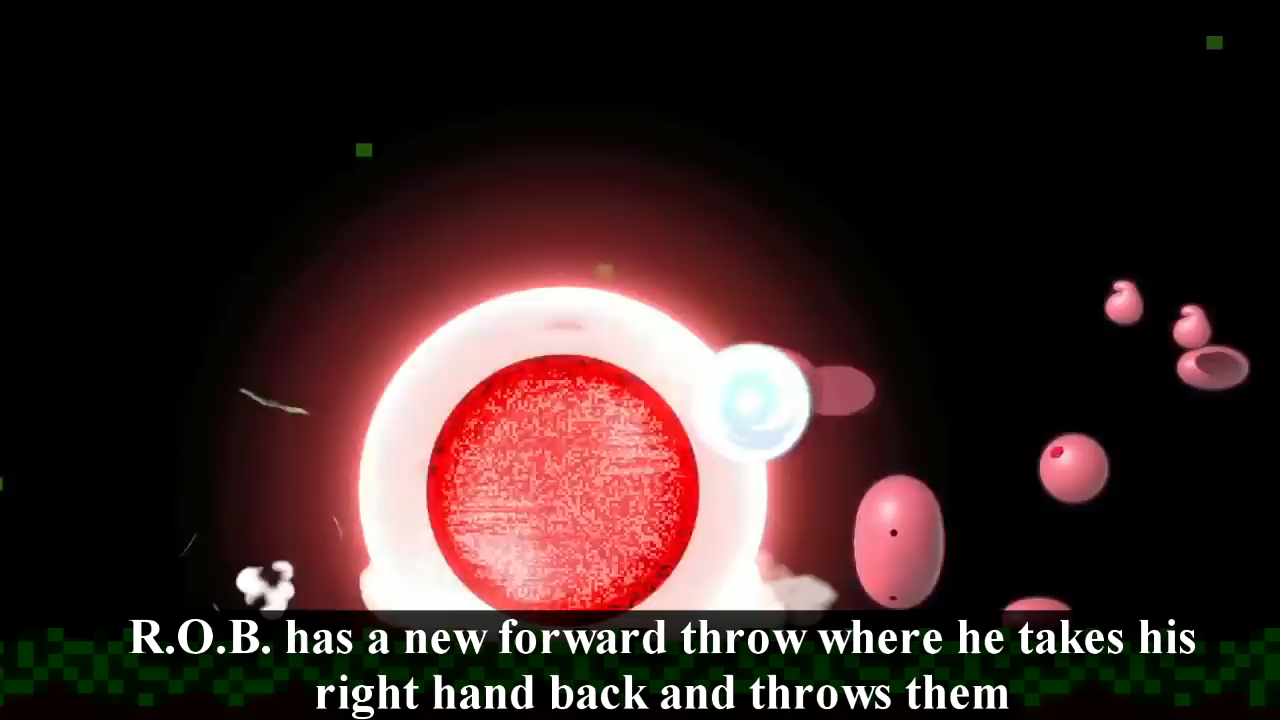 R.O.B. has a new forward throw where he takes his
right hand back and throws them